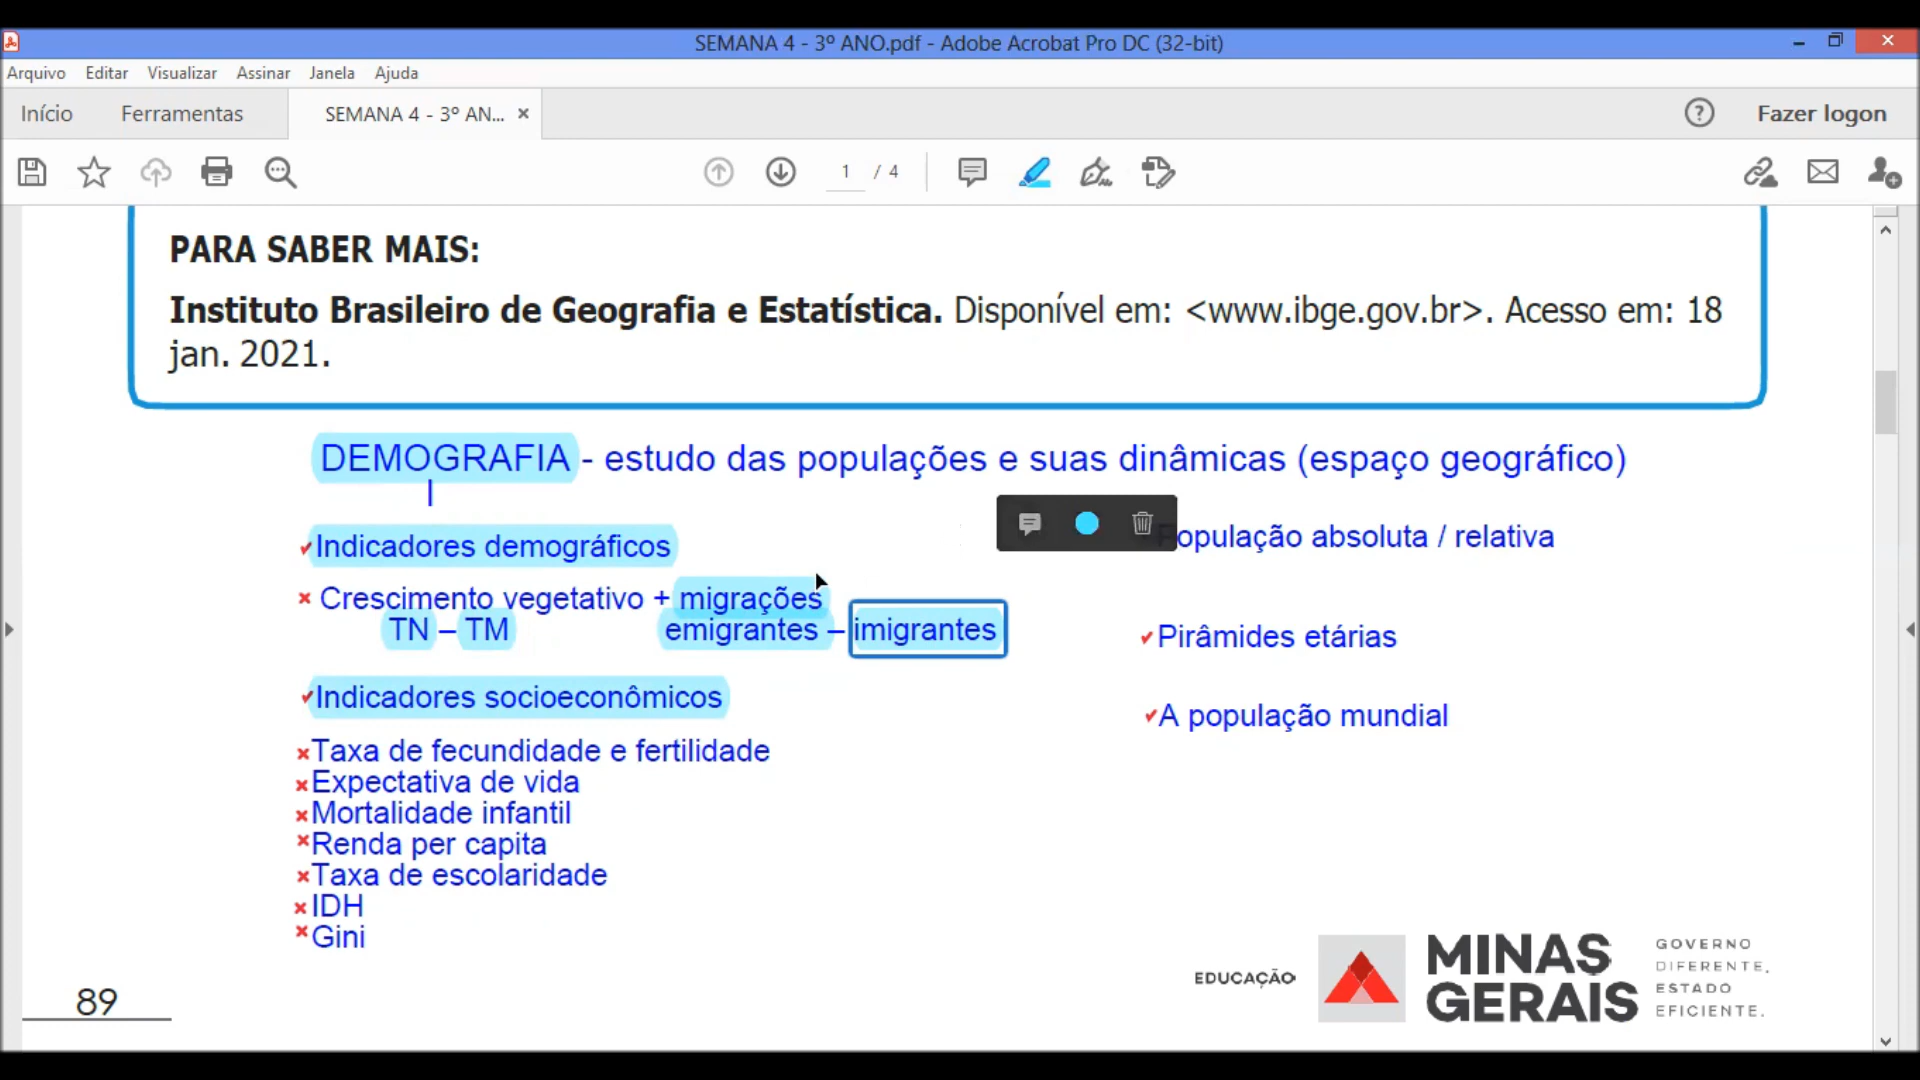 SEMANA 4 - 3º ANO.pdf - Adobe Acrobat Pro DC (32-bit)
Arquivo Editar Visualizar Assinar Janela Ajuda
Início Ferramentas SEMANA 4 - 3º AN... × Fazer logon
1 / 4
PARA SABER MAIS:
Instituto Brasileiro de Geografia e Estatística. Disponível em: <www.ibge.gov.br>. Acesso em: 18
jan. 2021.
DEMOGRAFIA - estudo das populações e suas dinâmicas (espaço geográfico)
Indicadores demográficos
Crescimento vegetativo + migrações
TN – TM emigrantes – imigrantes
Indicadores socioeconômicos
Taxa de fecundidade e fertilidade
Expectativa de vida
Mortalidade infantil
Renda per capita
Taxa de escolaridade
IDH
Gini
População absoluta / relativa
Pirâmides etárias
A população mundial
89
EDUCAÇÃO
MINAS
GERAIS
GOVERNO
DIFERENTE.
ESTADO
EFICIENTE.